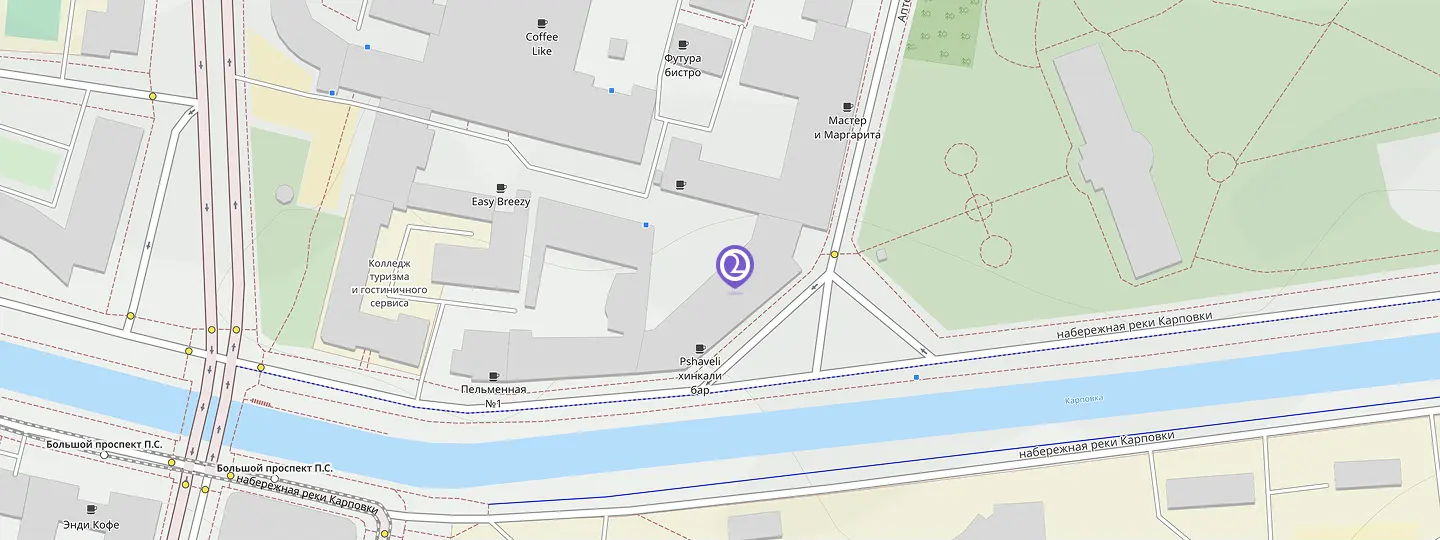 Coffee
Like
Футура
бистро
Мастер
и Маргарита
Easy Breezy
Колледж
туризма
и гостиничного
сервиса
набережная реки Карповки
Pshaveli
хинкали
бар
Пельменная
№1
Карповка
набережная реки Карповки
Большой проспект П.С.
Большой проспект П.С.
набережная реки Карповки
Энди Кофе